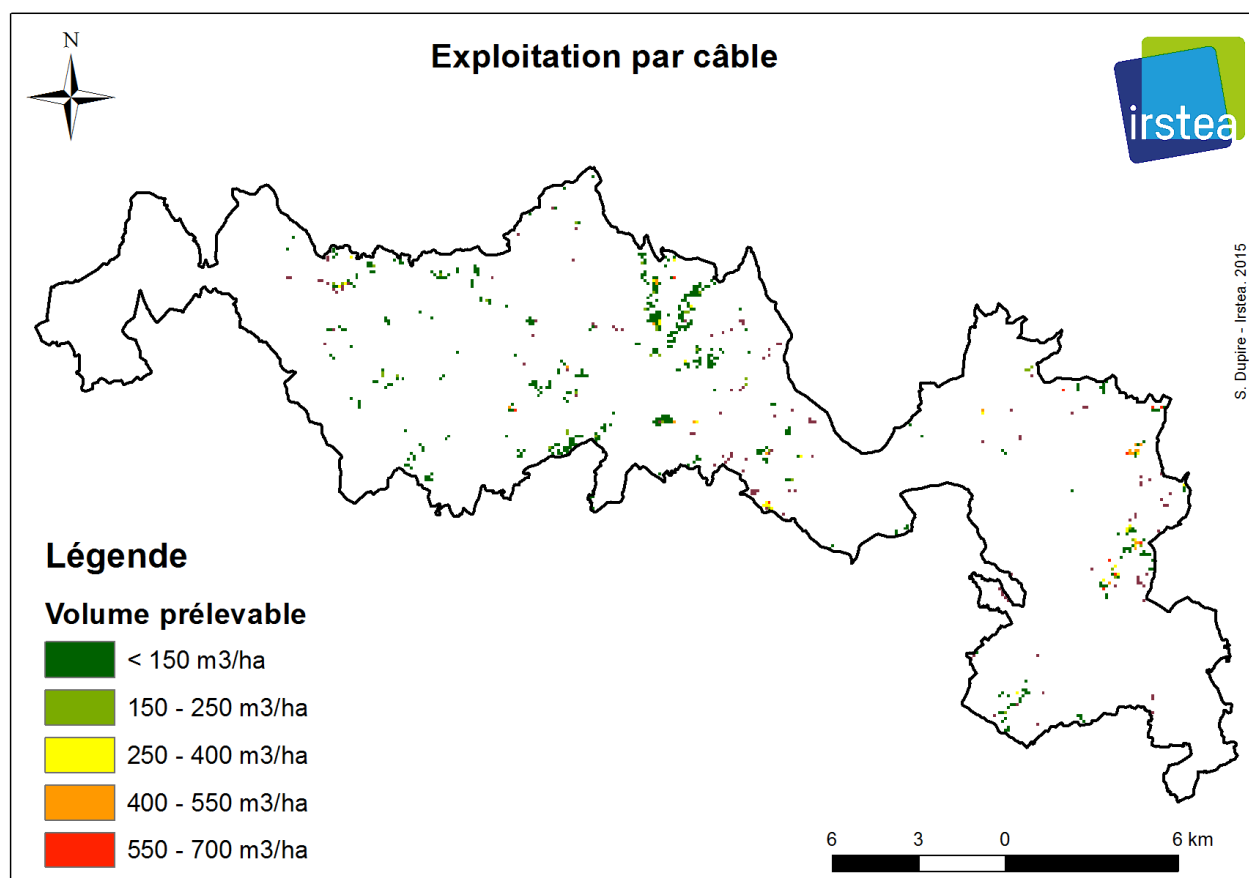 N
Exploitation par câble
irstea
S. Dupire - Irstea. 2015
Légende
Volume prélevable
< 150 m3/ha
150 - 250 m3/ha
250 - 400 m3/ha
400 - 550 m3/ha
550 - 700 m3/ha
6 3 0 6 km